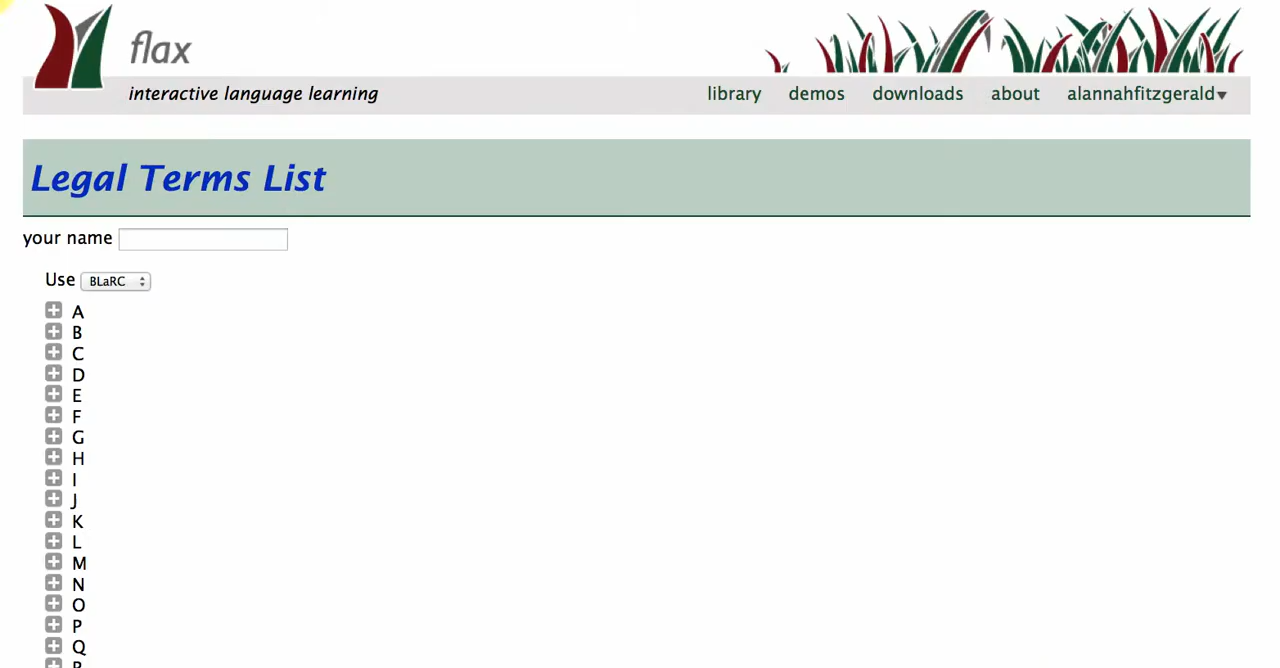 flax
interactive language learning
library demos downloads about alannahfitzgerald▾
Legal Terms List
your name
Use BLaRC
A
B
C
D
E
F
G
H
I
J
K
L
M
N
O
P
Q
R